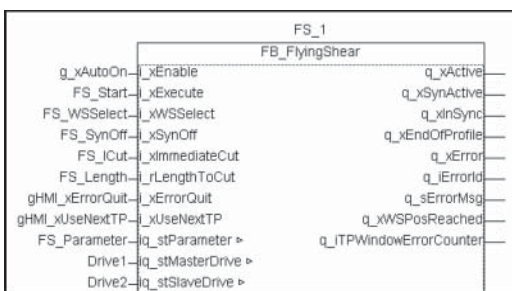 FS_1
FB_FlyingShear
g_xAutoOn i_xEnable q_xActive
FS_Start i_xExecute q_xSynActive
FS_WSSelect i_xWSSelect q_xInSync
FS_SynOff i_xSynOff q_xEndOfProfile
FS_ICut i_xImmediateCut q_xError
FS_Length i_rLengthToCut q_iErrorId
gHMI_xErrorQuit i_xErrorQuit q_sErrorMsg
gHMI_xUseNextTP i_xUseNextTP q_xWSPosReached
FS_Parameter iq_stParameter ▹ q_iTPWindowErrorCounter
Drive1 iq_stMasterDrive ▹
Drive2 iq_stSlaveDrive ▹